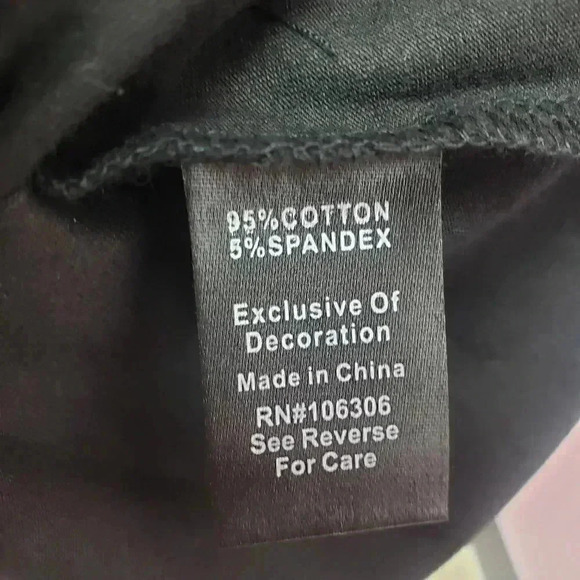 95%COTTON
5%SPANDEX
Exclusive Of
Decoration
Made in China
RN#106306
See Reverse
For Care